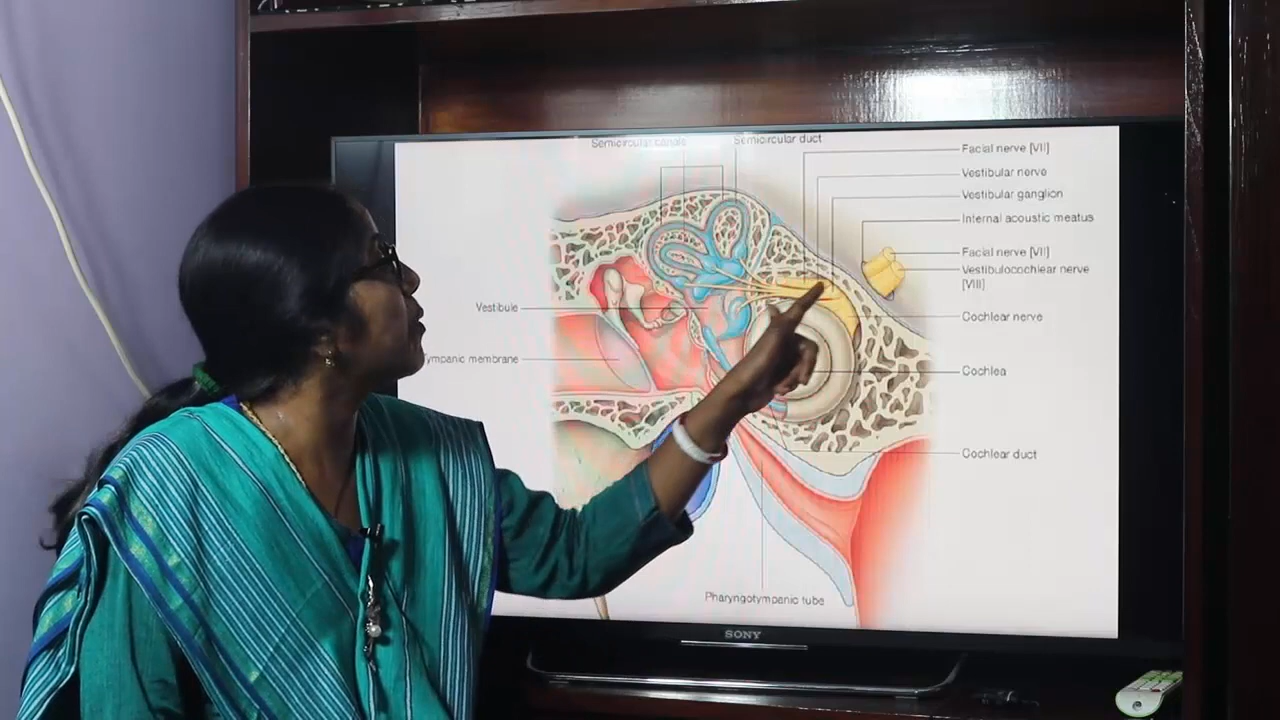 Semicircular canals
Semicircular duct
Facial nerve [VII]
Vestibular nerve
Vestibular ganglion
Internal acoustic meatus
Facial nerve [VII]
Vestibulocochlear nerve
[VIII]
Vestibule
Cochlear nerve
Tympanic membrane
Cochlea
Cochlear duct
Pharyngotympanic tube
SONY